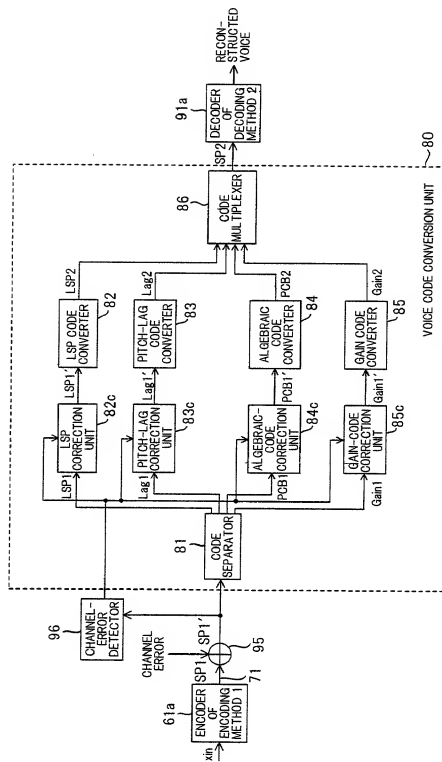 xin
61a
ENCODER
OF
ENCODING
METHOD 1
SP1
71
CHANNEL
ERROR
SP1'
95
96
CHANNEL-
ERROR
DETECTOR
81
CODE
SEPARATOR
LSP1
82c
LSP
CORRECTION
UNIT
LSP1'
82
LSP CODE
CONVERTER
LSP2
Lag1
83c
PITCH-LAG
CORRECTION
UNIT
Lag1'
83
PITCH-LAG
CODE
CONVERTER
Lag2
PCB1
84c
ALGEBRAIC-
CODE
CORRECTION
UNIT
PCB1'
84
ALGEBRAIC
CODE
CONVERTER
PCB2
Gain1
85c
GAIN-CODE
CORRECTION
UNIT
Gain1'
85
GAIN CODE
CONVERTER
Gain2
86
CODE
MULTIPLEXER
SP2
91a
DECODER
OF
DECODING
METHOD 2
RECON-
STRUCTED
VOICE
80
VOICE CODE CONVERSION UNIT